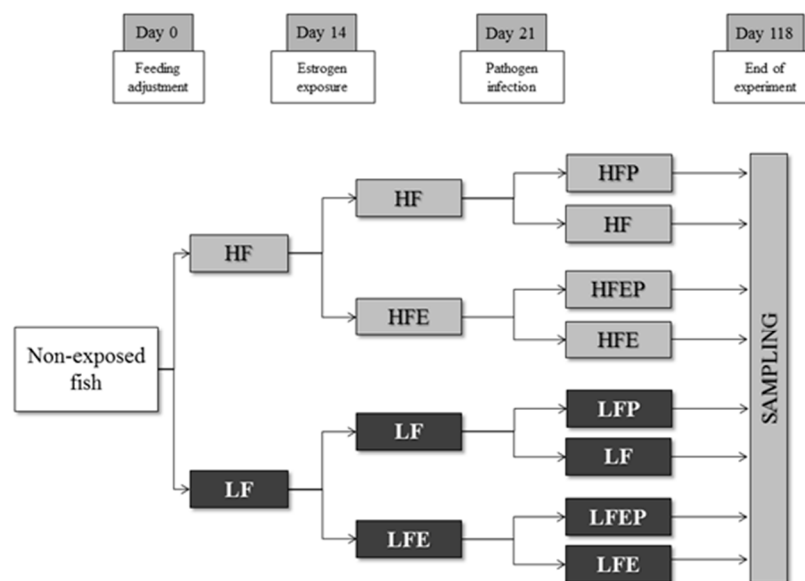 Day 0
Feeding
adjustment
Day 14
Estrogen
exposure
Day 21
Pathogen
infection
Day 118
End of
experiment
Non-exposed
fish
HF
LF
HF
HFE
LF
LFE
HFP
HF
HFEP
HFE
LFP
LF
LFEP
LFE
SAMPLING